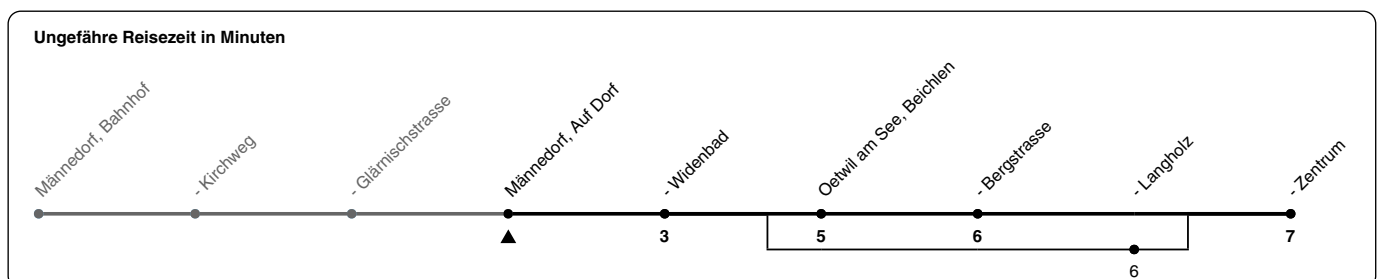 Ungefähre Reisezeit in Minuten
Männedorf, Bahnhof
- Kirchweg
- Glärnischstrasse
Männedorf, Auf Dorf
- Widenbad
Oetwil am See, Beichlen
- Bergstrasse
- Langholz
- Zentrum
3 5 6 7
6